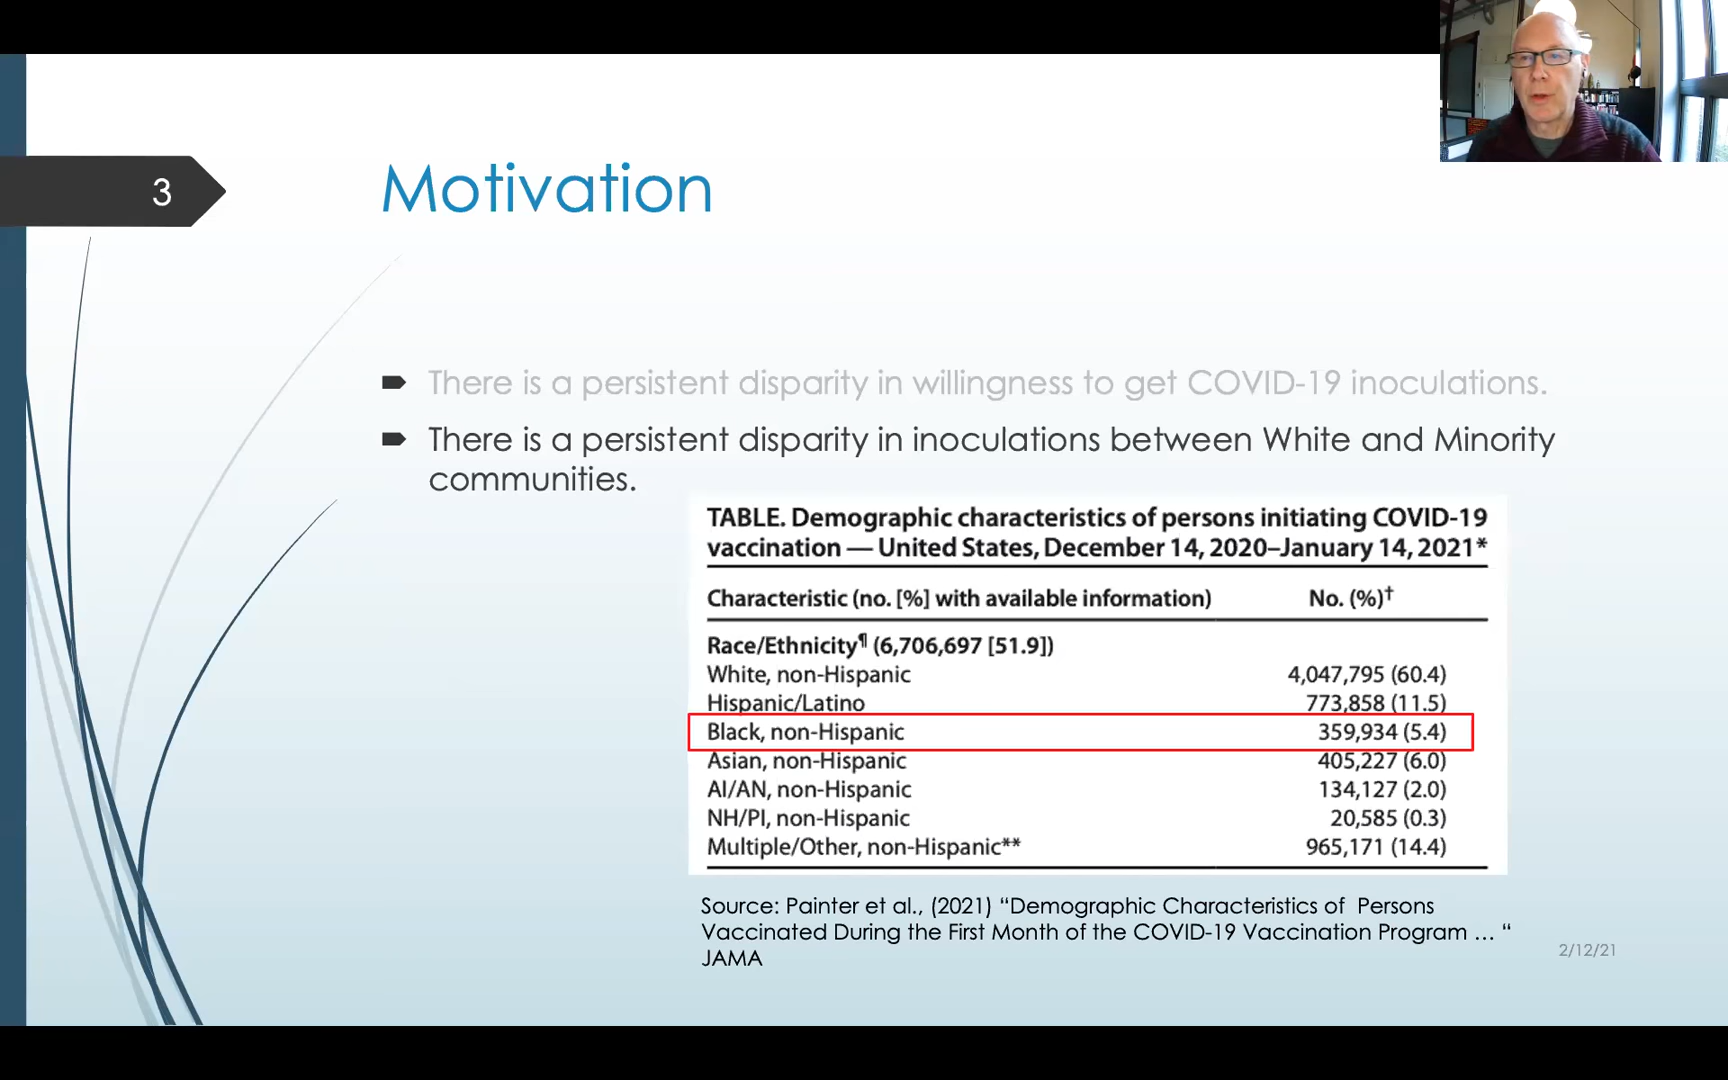 3
Motivation
There is a persistent disparity in willingness to get COVID-19 inoculations.
There is a persistent disparity in inoculations between White and Minority
communities.
TABLE. Demographic characteristics of persons initiating COVID-19
vaccination — United States, December 14, 2020–January 14, 2021*
Characteristic (no. [%] with available information) No. (%)†
Race/Ethnicity¶ (6,706,697 [51.9])
White, non-Hispanic 4,047,795 (60.4)
Hispanic/Latino 773,858 (11.5)
Black, non-Hispanic 359,934 (5.4)
Asian, non-Hispanic 405,227 (6.0)
AI/AN, non-Hispanic 134,127 (2.0)
NH/PI, non-Hispanic 20,585 (0.3)
Multiple/Other, non-Hispanic** 965,171 (14.4)
Source: Painter et al., (2021) “Demographic Characteristics of Persons
Vaccinated During the First Month of the COVID-19 Vaccination Program … “
JAMA
2/12/21